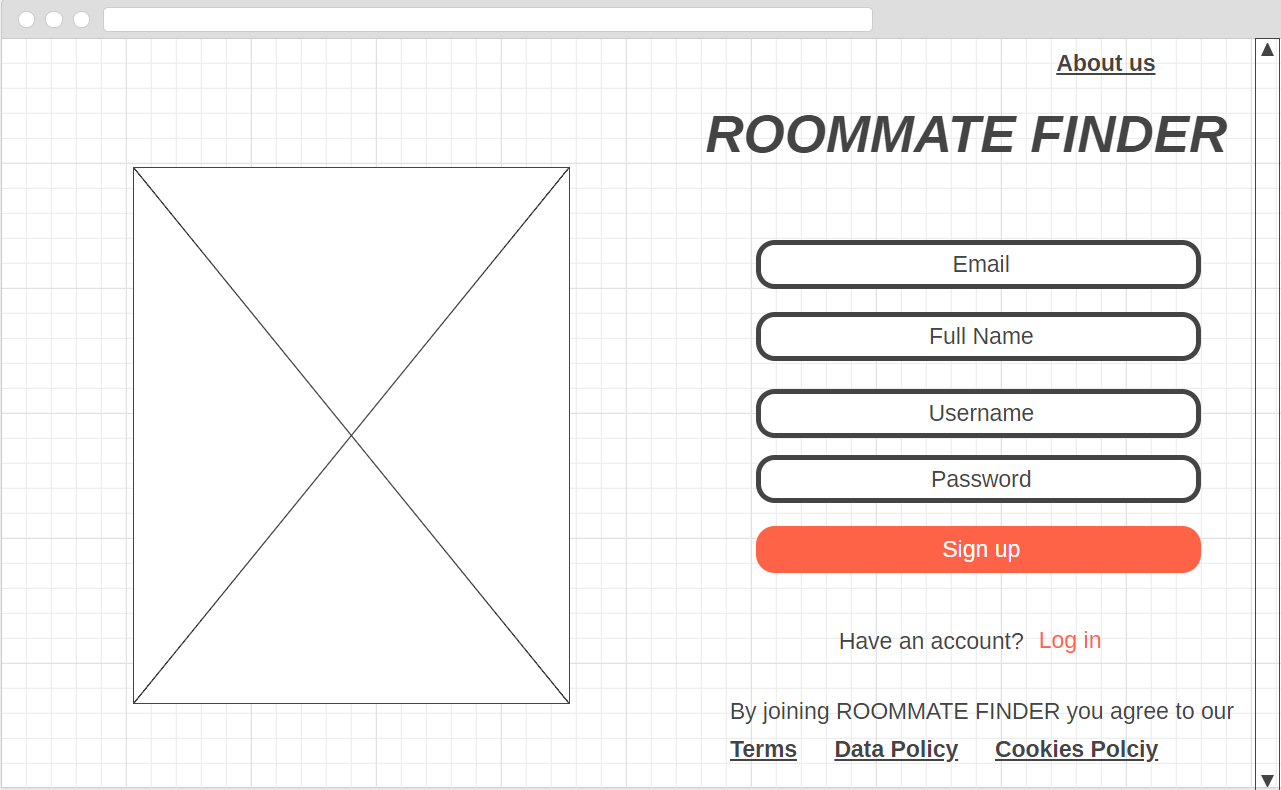 About us
ROOMMATE FINDER
Email
Full Name
Username
Password
Sign up
Have an account? Log in
By joining ROOMMATE FINDER you agree to our
Terms Data Policy Cookies Polciy